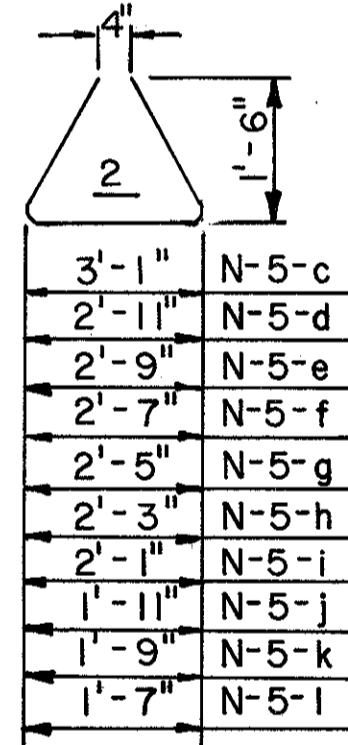 4"
1'-6"
2
3'-1" N-5-c
2'-11" N-5-d
2'-9" N-5-e
2'-7" N-5-f
2'-5" N-5-g
2'-3" N-5-h
2'-1" N-5-i
1'-11" N-5-j
1'-9" N-5-k
1'-7" N-5-l